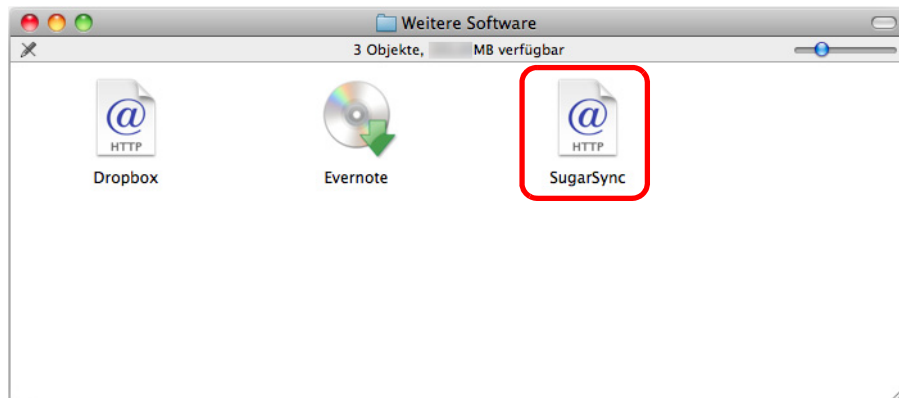 Weitere Software
3 Objekte, MB verfügbar
@ @
HTTP HTTP
Dropbox Evernote SugarSync